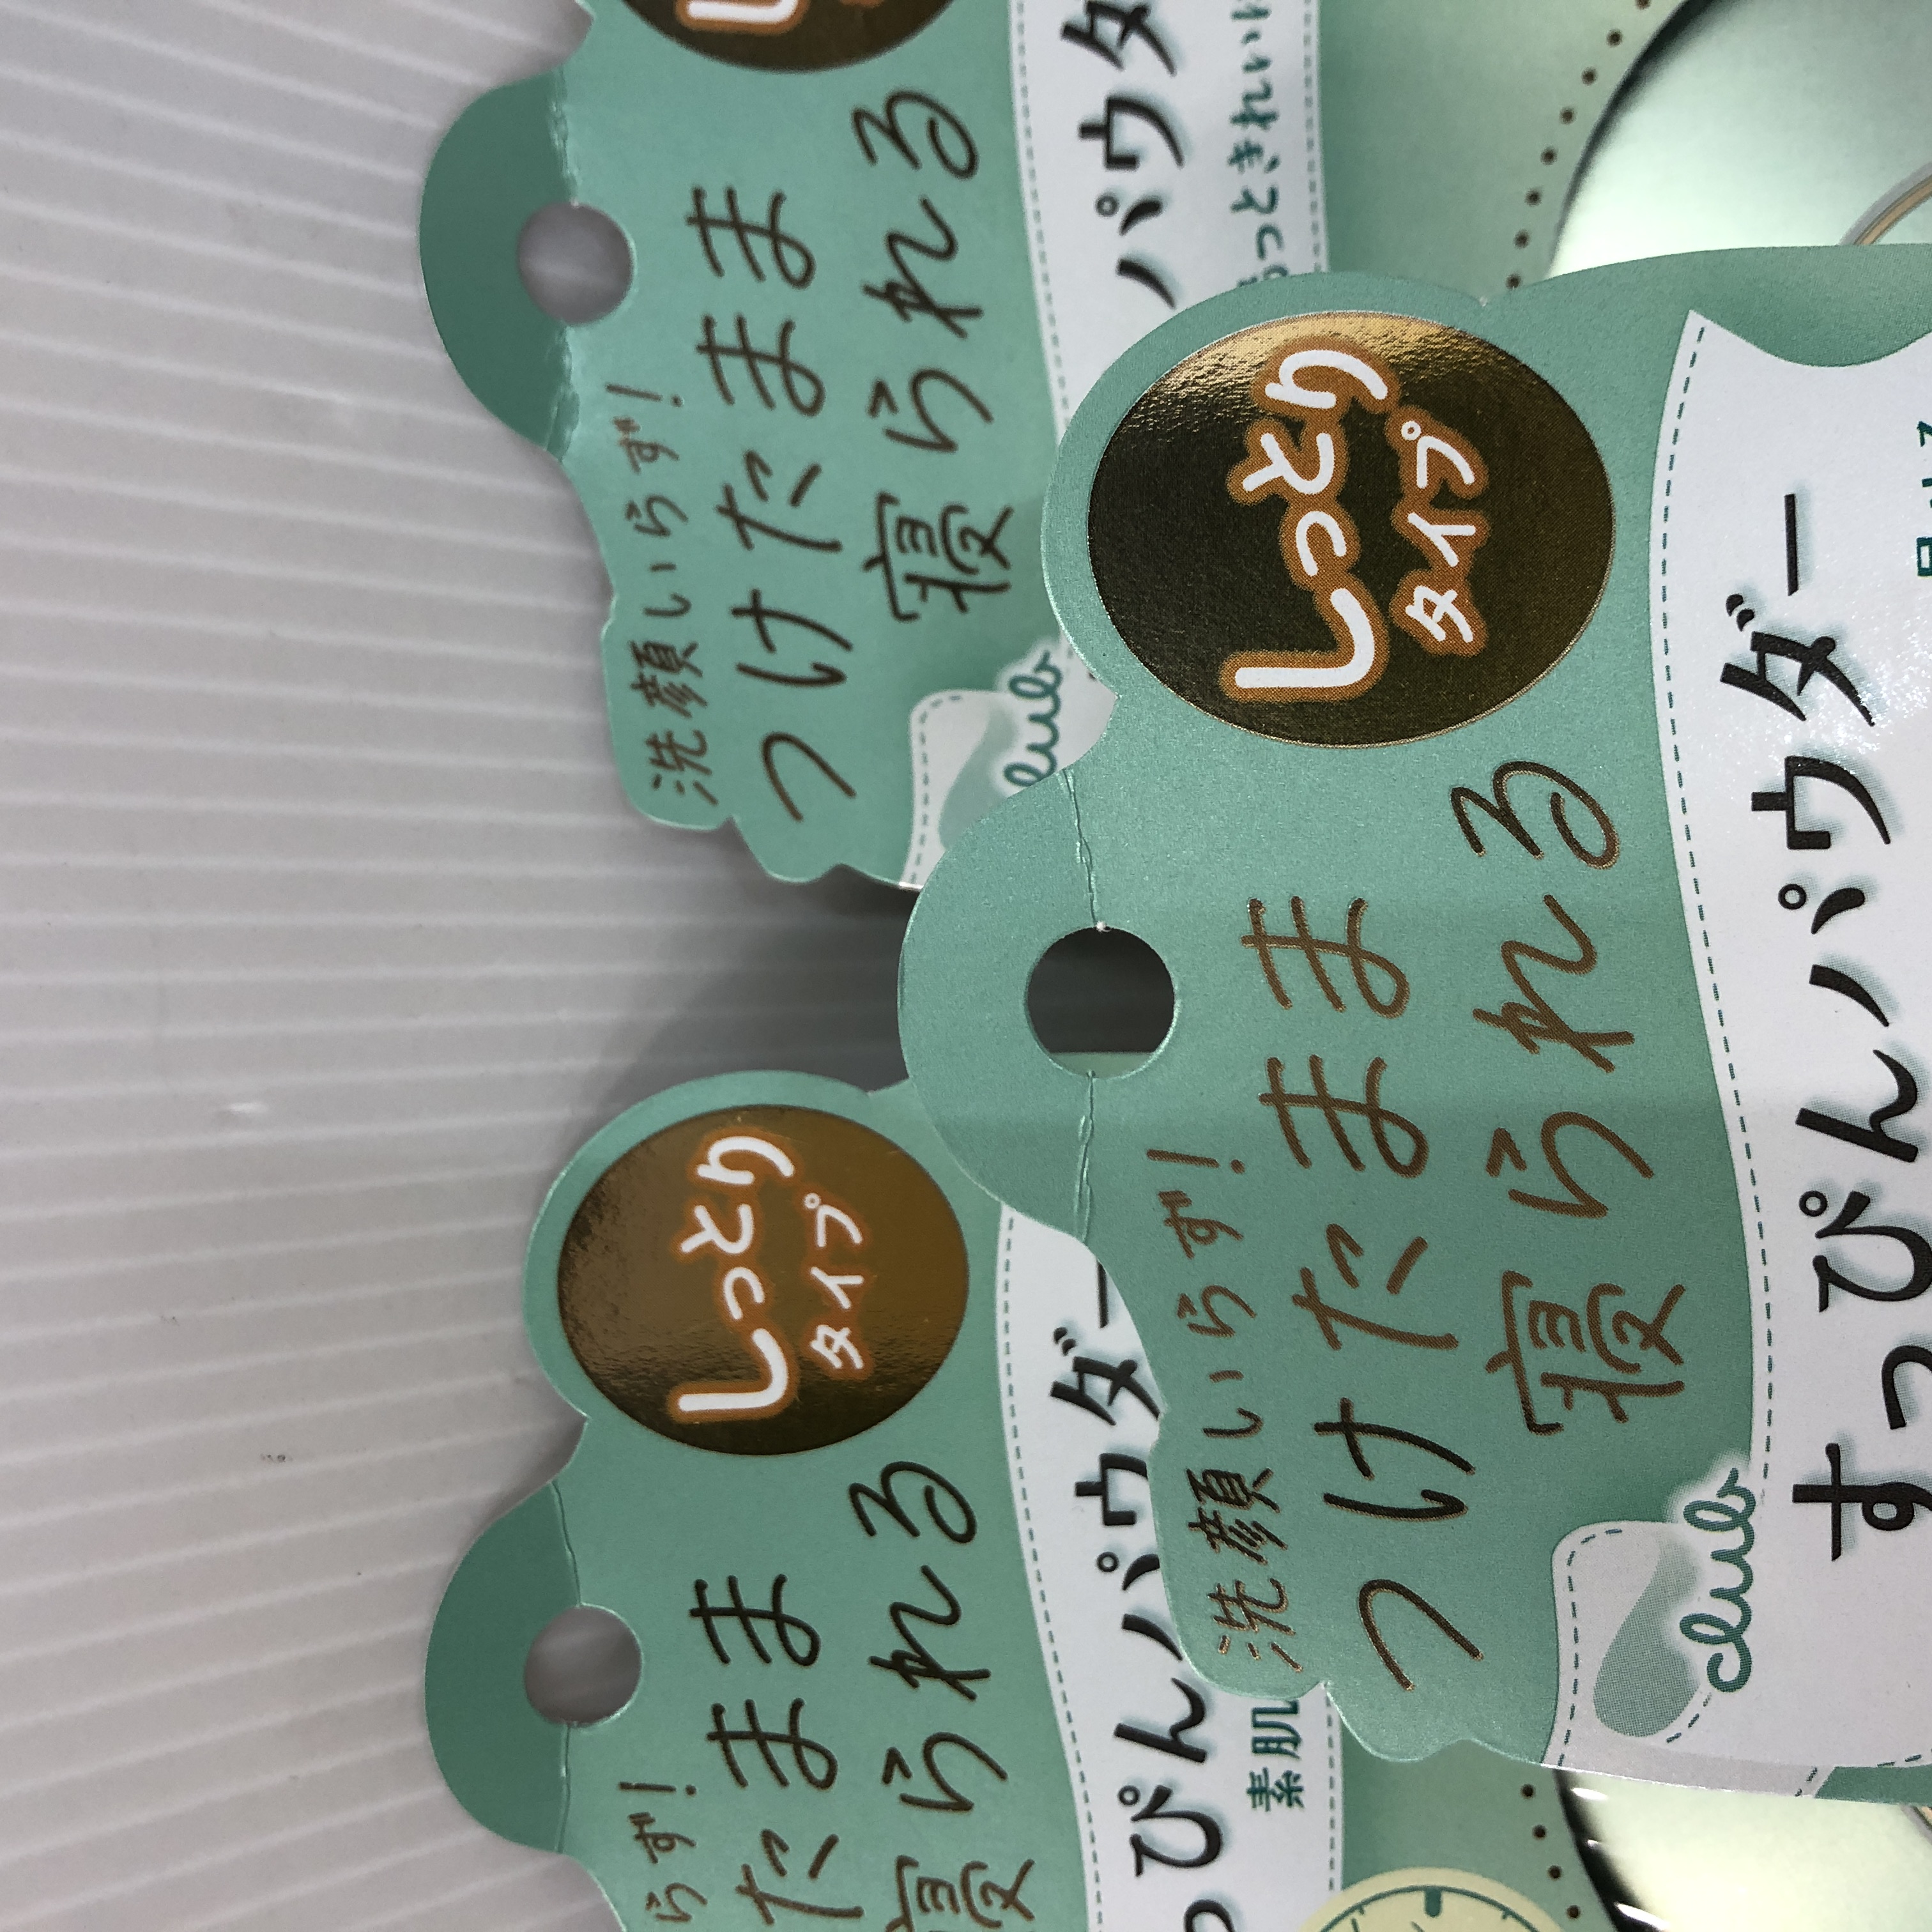 らず!
たまま
寝られる
しっとり
タイプ
っぴんパウダー
素肌
洗顔いらず!
つけたまま
寝られる
club
パウダ
もっときれいに
洗顔いらず!
つけたまま
寝られる
しっとり
タイプ
club
すっぴんパウダー